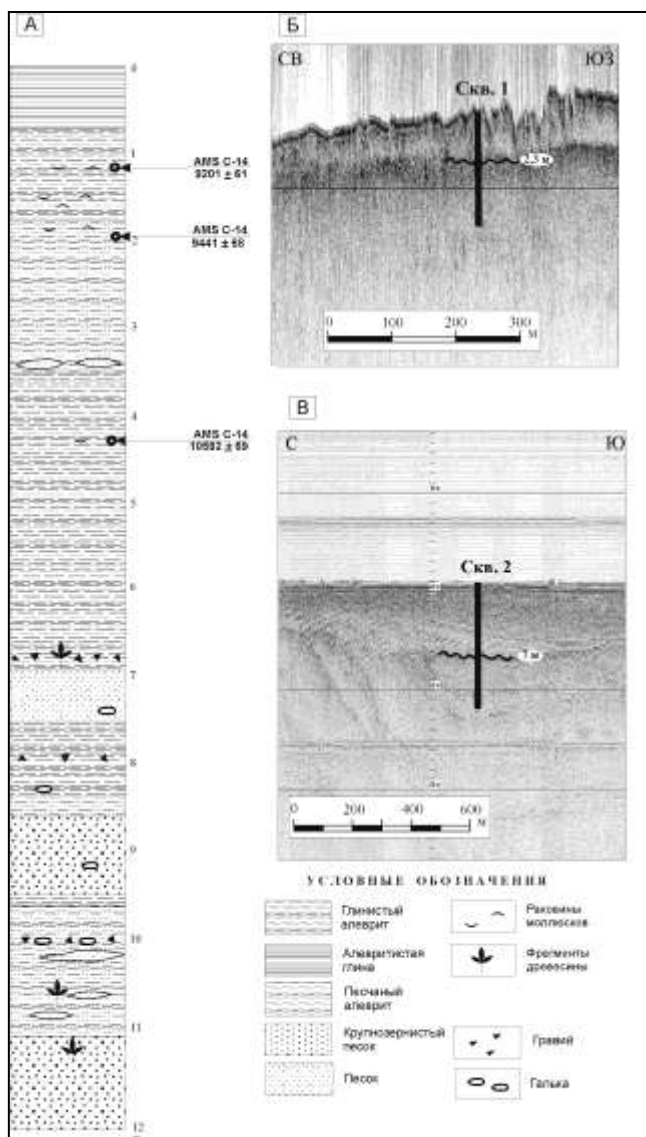 А
0
1
AMS C-14
9201 ± 61
2
AMS C-14
9441 ± 68
3
4
AMS C-14
10592 ± 69
5
6
7
8
9
10
11
12
Б
СВ
ЮЗ
Скв. 1
2.5 м
0 100 200 300
М
В
С
Ю
Скв. 2
7 м
0 200 400 600
М
УСЛОВНЫЕ ОБОЗНАЧЕНИЯ
Глинистый
алеврит
Раковины
моллюсков
Алевритистая
глина
Фрагменты
древесины
Песчаный
алеврит
Крупнозернистый
песок
Гравий
Песок
Галька